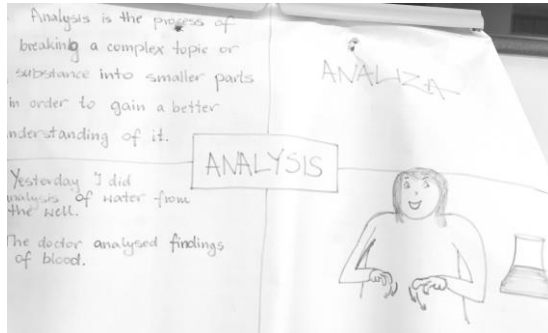 Analysis is the process of
breaking a complex topic or
substance into smaller parts
in order to gain a better
understanding of it.
ANALIZA
ANALYSIS
Yesterday I did
analysis of water from
the well.
The doctor analysed findings
of blood.